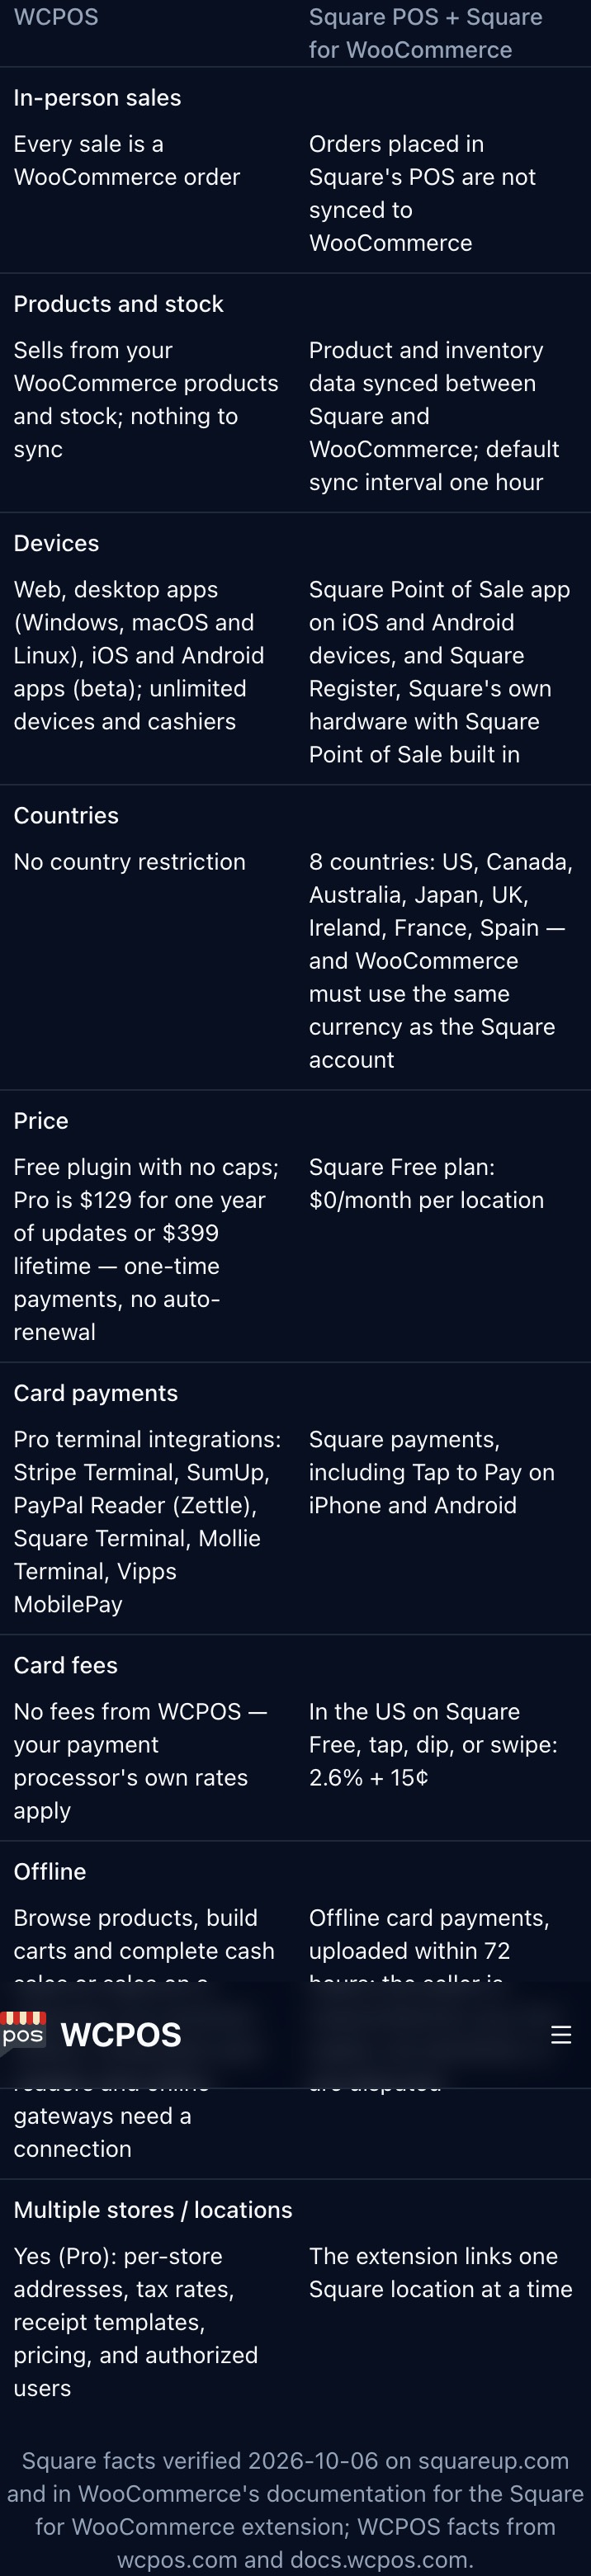 WCPOS
Square POS + Square
for WooCommerce
In-person sales
Every sale is a
WooCommerce order
Orders placed in
Square's POS are not
synced to
WooCommerce
Products and stock
Sells from your
WooCommerce products
and stock; nothing to
sync
Product and inventory
data synced between
Square and
WooCommerce; default
sync interval one hour
Devices
Web, desktop apps
(Windows, macOS and
Linux), iOS and Android
apps (beta); unlimited
devices and cashiers
Square Point of Sale app
on iOS and Android
devices, and Square
Register, Square's own
hardware with Square
Point of Sale built in
Countries
No country restriction
8 countries: US, Canada,
Australia, Japan, UK,
Ireland, France, Spain —
and WooCommerce
must use the same
currency as the Square
account
Price
Free plugin with no caps;
Pro is $129 for one year
of updates or $399
lifetime — one-time
payments, no auto-
renewal
Square Free plan:
$0/month per location
Card payments
Pro terminal integrations:
Stripe Terminal, SumUp,
PayPal Reader (Zettle),
Square Terminal, Mollie
Terminal, Vipps
MobilePay
Square payments,
including Tap to Pay on
iPhone and Android
Card fees
No fees from WCPOS —
your payment
processor's own rates
apply
In the US on Square
Free, tap, dip, or swipe:
2.6% + 15¢
Offline
Browse products, build
carts and complete cash
Offline card payments,
uploaded within 72
pos WCPOS
gateways need a
connection
Multiple stores / locations
Yes (Pro): per-store
addresses, tax rates,
receipt templates,
pricing, and authorized
users
The extension links one
Square location at a time
Square facts verified 2026-10-06 on squareup.com
and in WooCommerce's documentation for the Square
for WooCommerce extension; WCPOS facts from
wcpos.com and docs.wcpos.com.